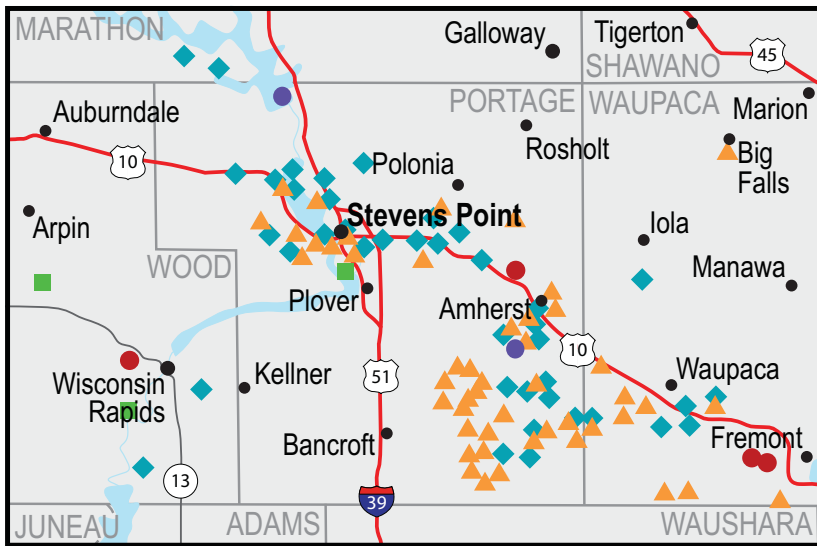 MARATHON
Galloway
Tigerton
45
SHAWANO
Auburndale
PORTAGE
WAUPACA
Marion
10
Polonia
Rosholt
Big
Falls
Arpin
Stevens Point
Iola
WOOD
Manawa
Plover
Amherst
10
Wisconsin
Rapids
Kellner
51
Waupaca
Bancroft
Fremont
13
39
JUNEAU
ADAMS
WAUSHARA